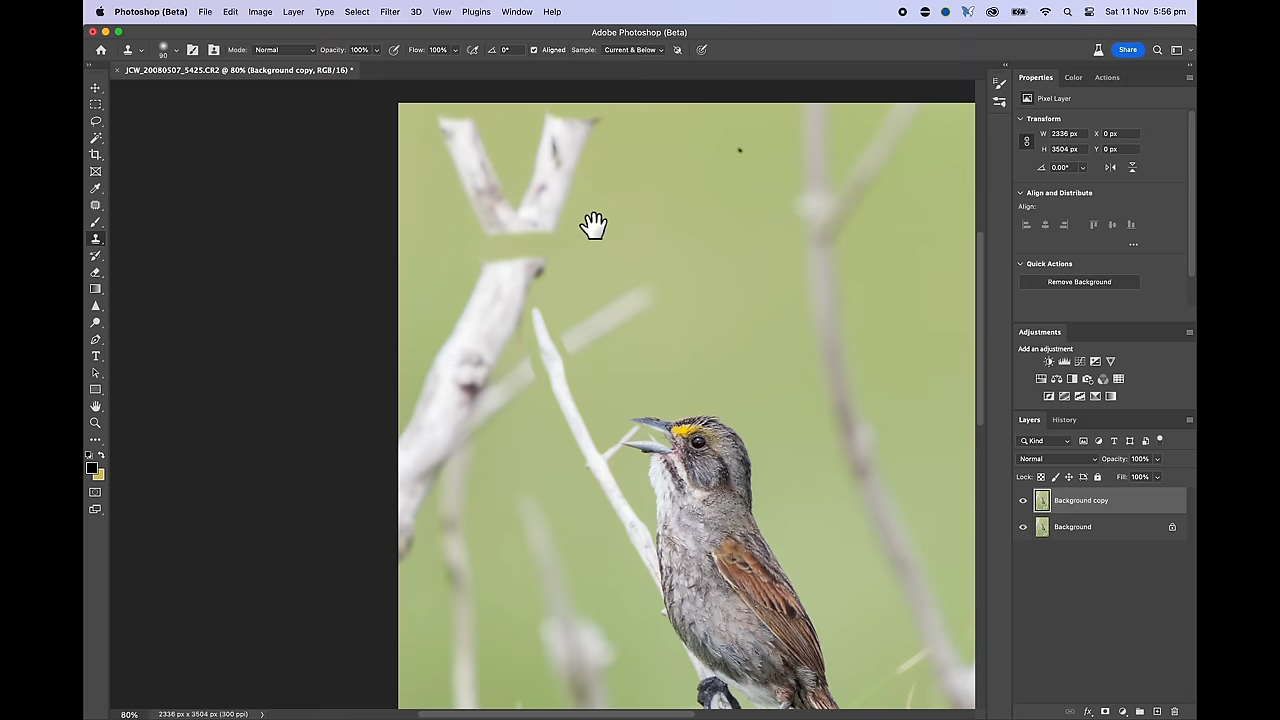 Photoshop (Beta) File Edit Image Layer Type Select Filter 3D View Plugins Window Help Sat 11 Nov 5:56 pm
Adobe Photoshop (Beta)
90 Mode: Normal Opacity: 100% Flow: 100% 0° Aligned Sample: Current & Below Share
JCW_20080507_5425.CR2 @ 80% (Background copy, RGB/16) *
Properties Color Actions
Pixel Layer
Transform
W 2336 px X 0 px
H 3504 px Y 0 px
0.00°
Align and Distribute
Align:
Quick Actions
Remove Background
Adjustments
Add an adjustment
Layers History
Kind
Normal Opacity: 100%
Lock: Fill: 100%
Background copy
Background
80% 2336 px x 3504 px (300 ppi)